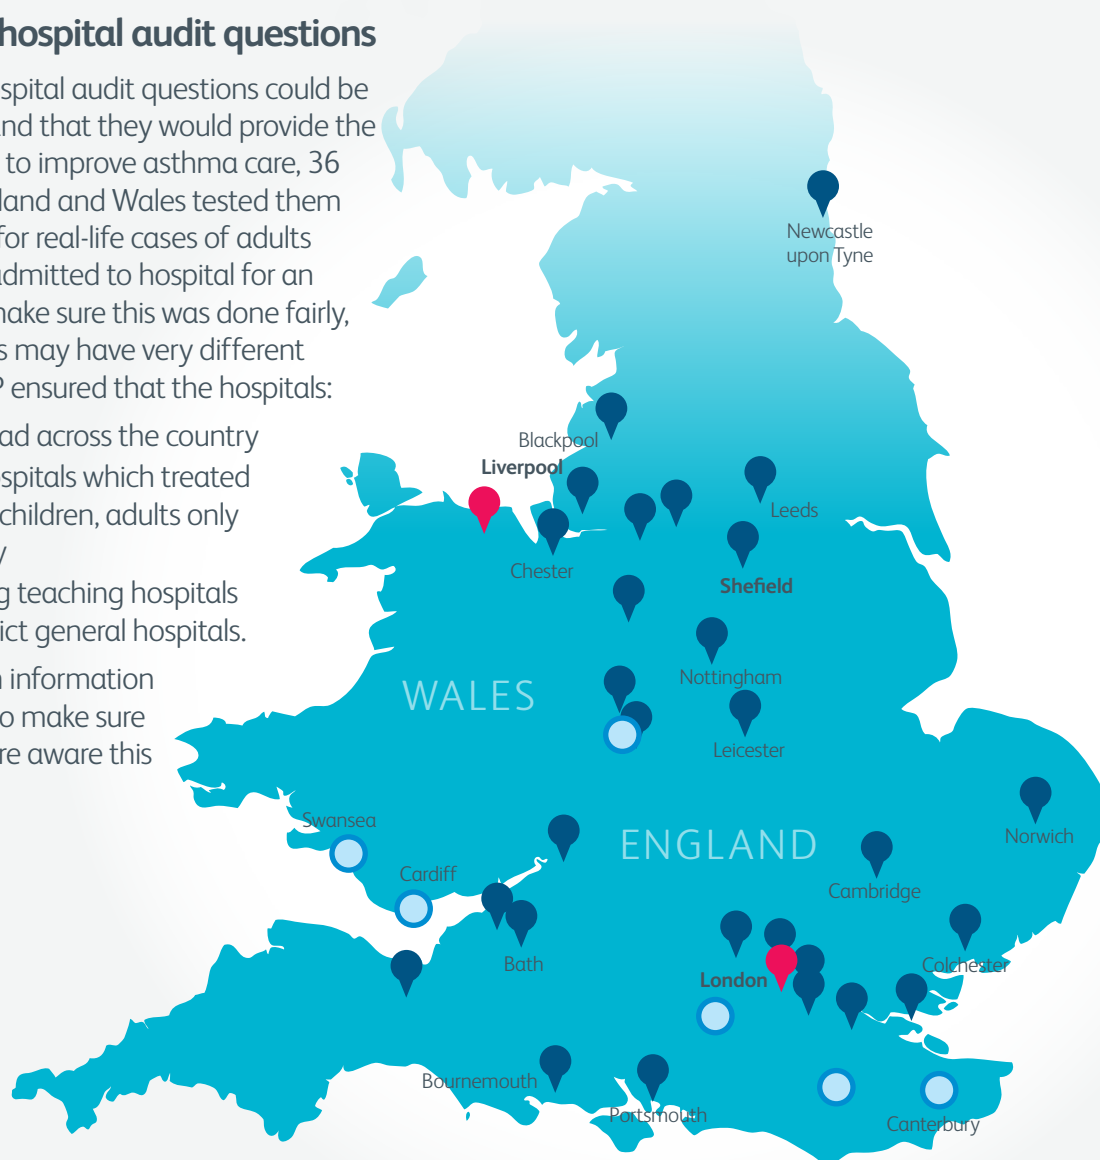 hospital audit questions
spital audit questions could be
nd that they would provide the
to improve asthma care, 36
land and Wales tested them
for real-life cases of adults
admitted to hospital for an
make sure this was done fairly,
s may have very different
P ensured that the hospitals:
ad across the country
spitals which treated
children, adults only
y
g teaching hospitals
ict general hospitals.
n information
o make sure
re aware this
Newcastle
upon Tyne
Blackpool
Liverpool
Leeds
Chester
Shefield
Nottingham
WALES
Leicester
Swansea
Norwich
ENGLAND
Cardiff
Cambridge
Bath
Colchester
London
Bournemouth
Portsmouth
Canterbury